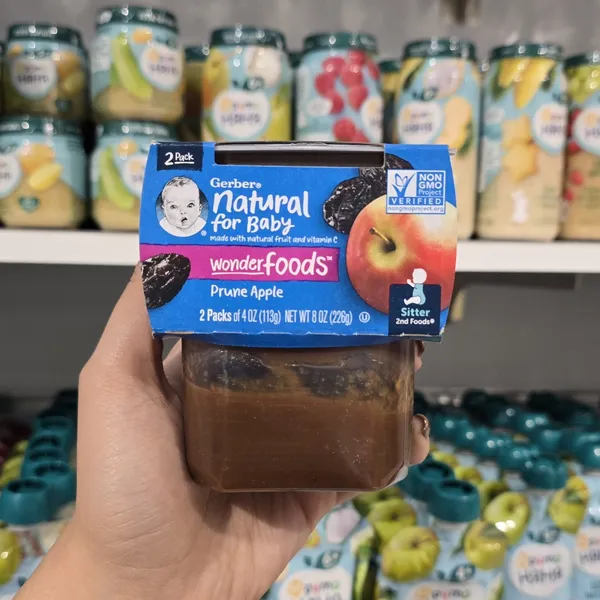 2 Pack
Gerber®
Natural
for Baby
made with natural fruit and vitamin C
wonderfoods™
Prune Apple
2 Packs of 4 OZ (113g) NET WT 8 OZ (226g) U
NON
GMO
Project
VERIFIED
nongmoproject.org
Sitter
2nd Foods®